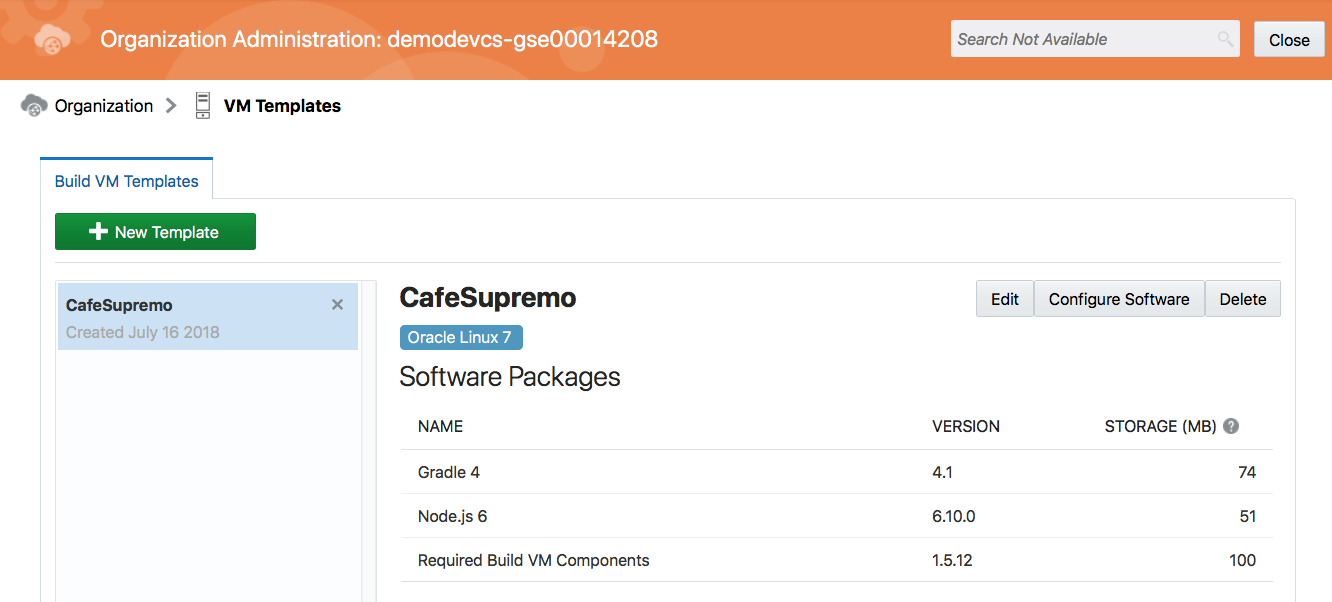 Organization Administration: demodevcs-gse00014208
Search Not Available
Close
Organization
VM Templates
Build VM Templates
New Template
CafeSupremo
Created July 16 2018
CafeSupremo
Edit Configure Software Delete
Oracle Linux 7
Software Packages
NAME VERSION STORAGE (MB) ?
Gradle 4 4.1 74
Node.js 6 6.10.0 51
Required Build VM Components 1.5.12 100